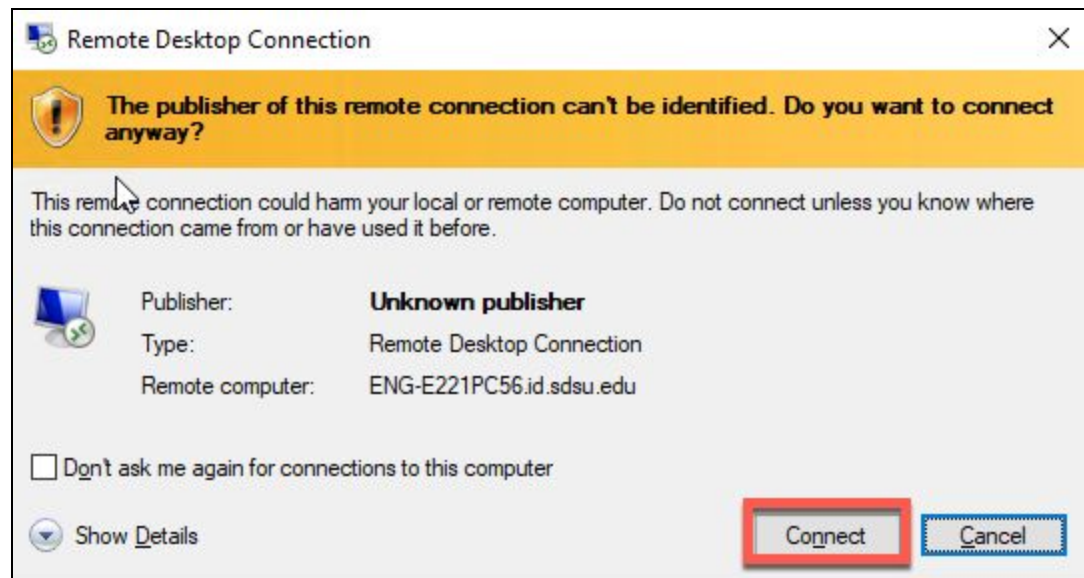 Remote Desktop Connection
The publisher of this remote connection can't be identified. Do you want to connect
anyway?
This remote connection could harm your local or remote computer. Do not connect unless you know where
this connection came from or have used it before.
Publisher: Unknown publisher
Type: Remote Desktop Connection
Remote computer: ENG-E221PC56.id.sdsu.edu
Don't ask me again for connections to this computer
Show Details Connect Cancel